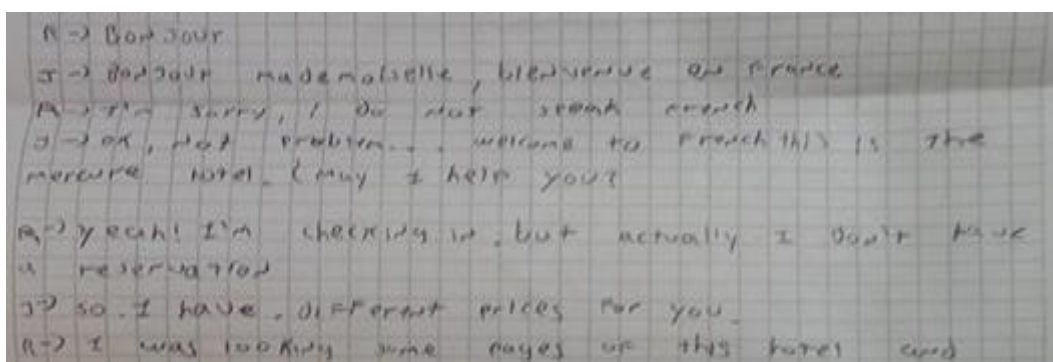 A → Bonjour
J → Bonjour mademoiselle, bienvenue en France
A → I'm sorry, I do not speak french
J → OK, not problem... welcome to French this is the
mercure hotel. (may I help you?
A → yeah! I'm checking in, but actually I don't have
a reservation
J → so. I have. different prices for you.
A → I was looking some pages of this hotel and